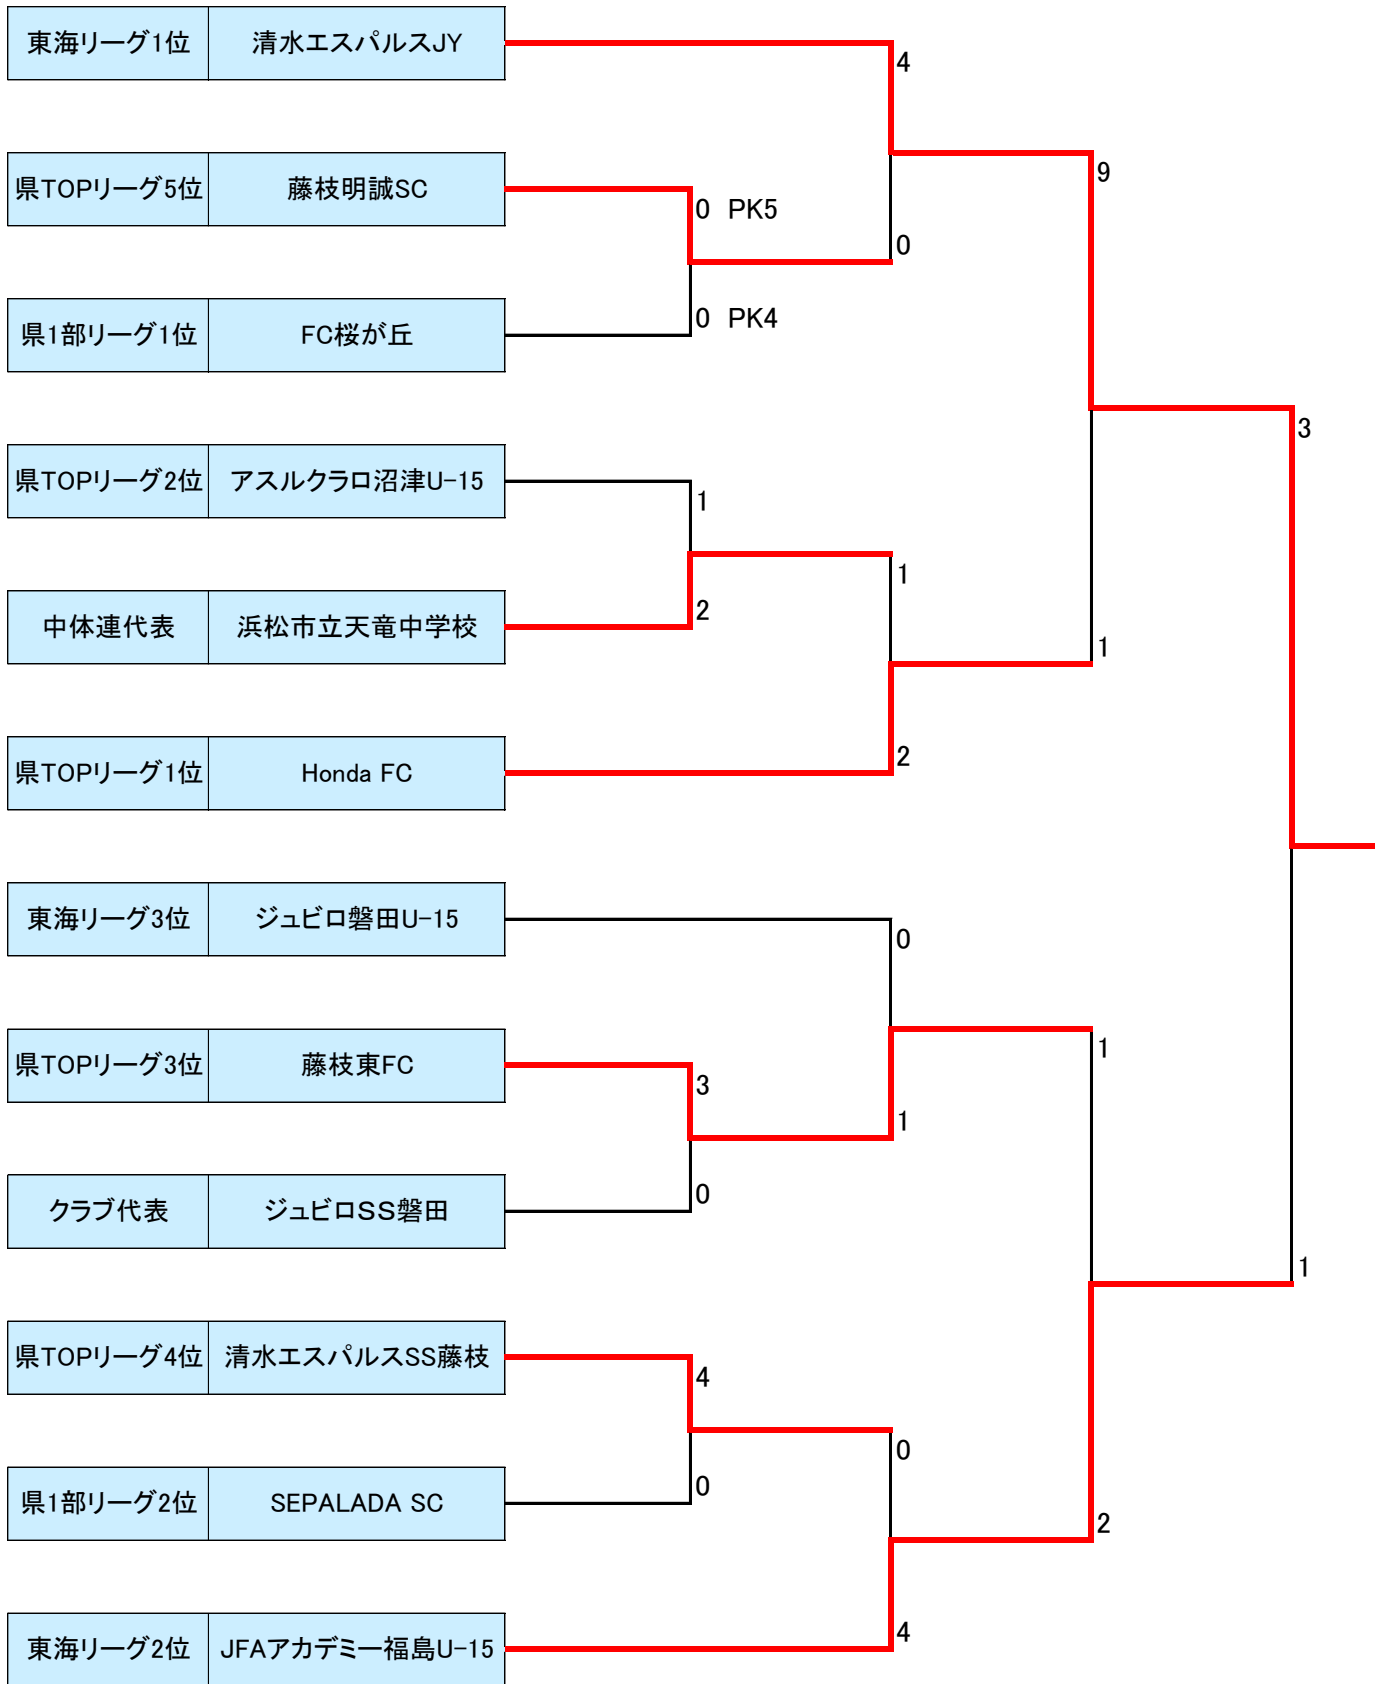 東海リーグ1位 清水エスパルスJY
4
県TOPリーグ5位 藤枝明誠SC
9
0 PK5
0
県1部リーグ1位 FC桜が丘
0 PK4
3
県TOPリーグ2位 アスルクラロ沼津U-15
1
1
中体連代表 浜松市立天竜中学校
2
1
県TOPリーグ1位 Honda FC
2
東海リーグ3位 ジュビロ磐田U-15
0
県TOPリーグ3位 藤枝東FC
1
3
1
クラブ代表 ジュビロSS磐田
0
1
県TOPリーグ4位 清水エスパルスSS藤枝
4
0
県1部リーグ2位 SEPALADA SC
0
2
東海リーグ2位 JFAアカデミー福島U-15
4